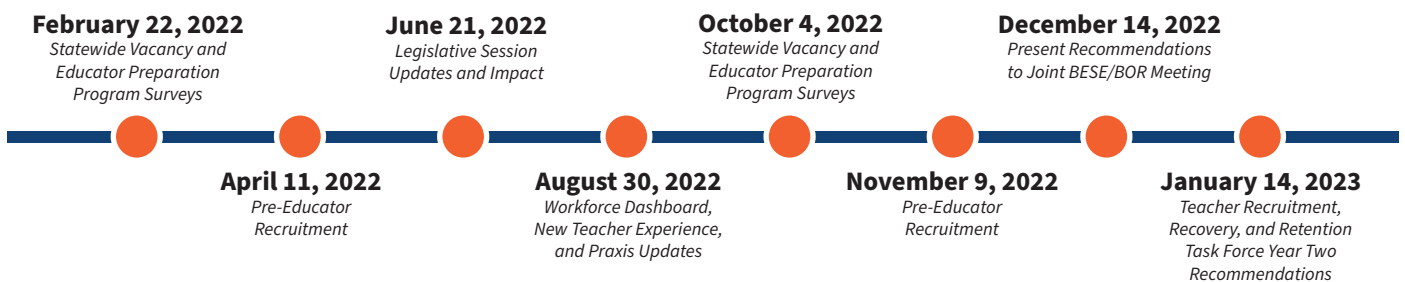 February 22, 2022
Statewide Vacancy and
Educator Preparation
Program Surveys
April 11, 2022
Pre-Educator
Recruitment
June 21, 2022
Legislative Session
Updates and Impact
August 30, 2022
Workforce Dashboard,
New Teacher Experience,
and Praxis Updates
October 4, 2022
Statewide Vacancy and
Educator Preparation
Program Surveys
November 9, 2022
Pre-Educator
Recruitment
December 14, 2022
Present Recommendations
to Joint BESE/BOR Meeting
January 14, 2023
Teacher Recruitment,
Recovery, and Retention
Task Force Year Two
Recommendations